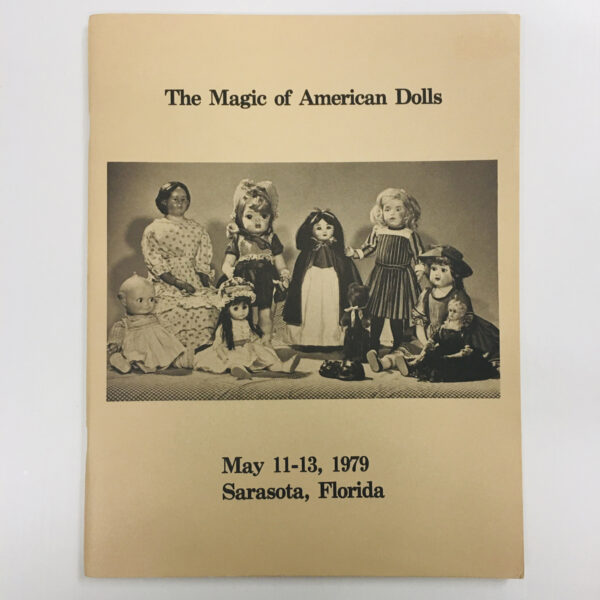 The Magic of American Dolls
May 11-13, 1979
Sarasota, Florida